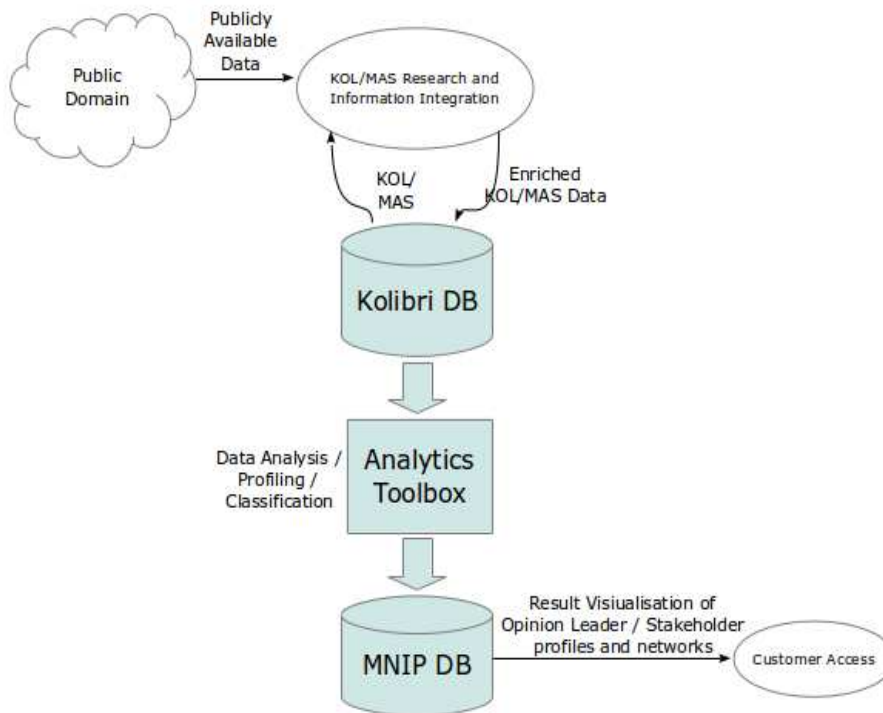 Publicly
Available
Data
Public
Domain
KOL/MAS Research and
Information Integration
KOL/
MAS
Enriched
KOL/MAS Data
Kolibri DB
Data Analysis /
Profiling /
Classification
Analytics
Toolbox
Result Visiualisation of
Opinion Leader / Stakeholder
profiles and networks
MNIP DB
Customer Access